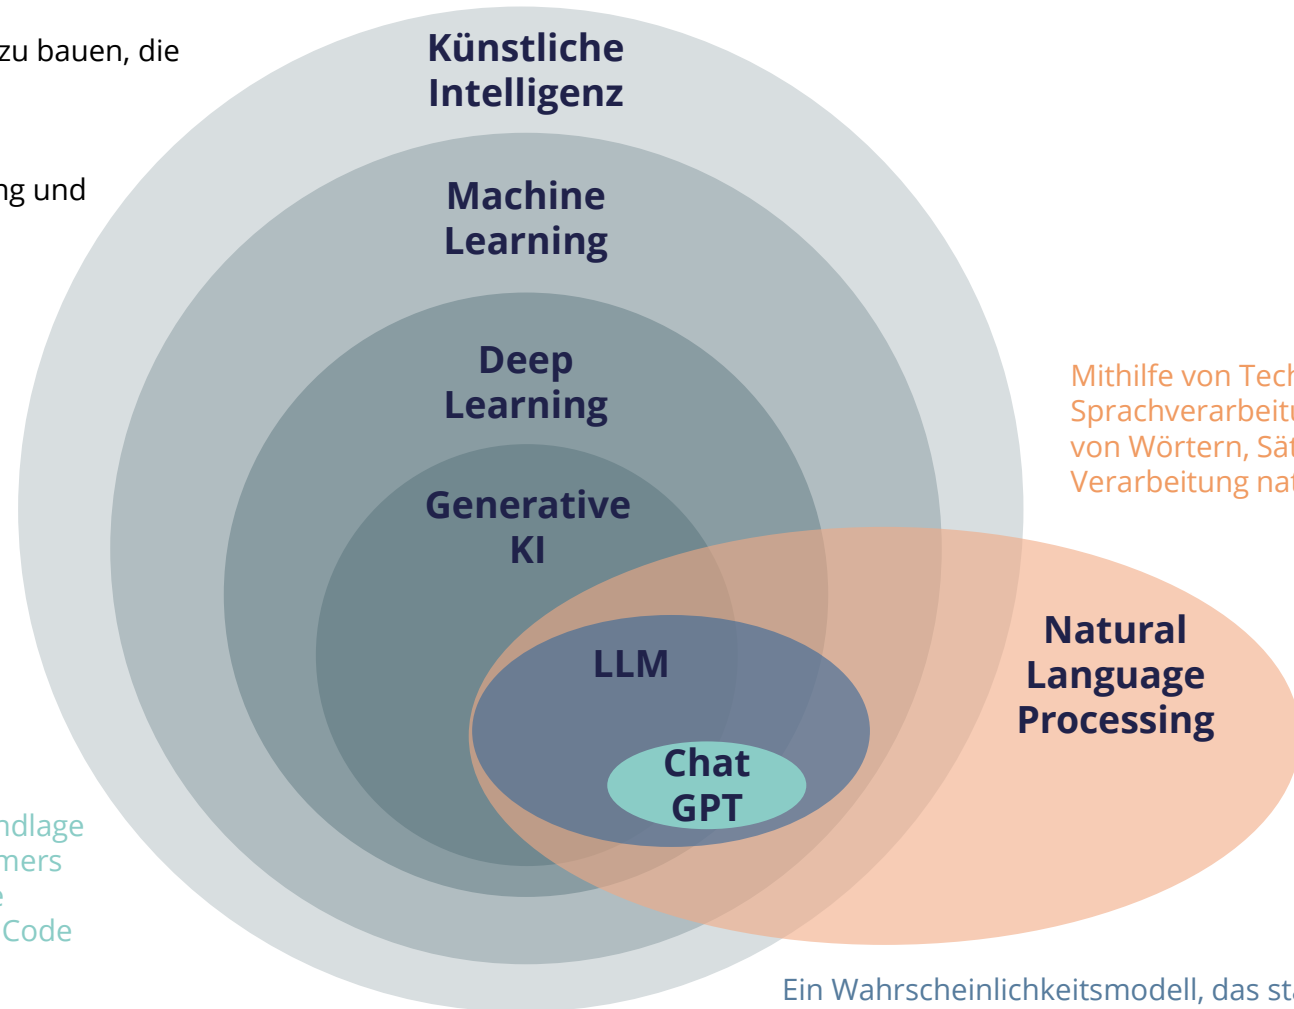 zu bauen, die
Künstliche
Intelligenz
ng und
Machine
Learning
Deep
Learning
Mithilfe von Tech
Sprachverarbeitu
von Wörtern, Sät
Verarbeitung nat
Generative
KI
Natural
Language
Processing
LLM
Chat
GPT
ndlage
mers
e
Code
Ein Wahrscheinlichkeitsmodell, das sta